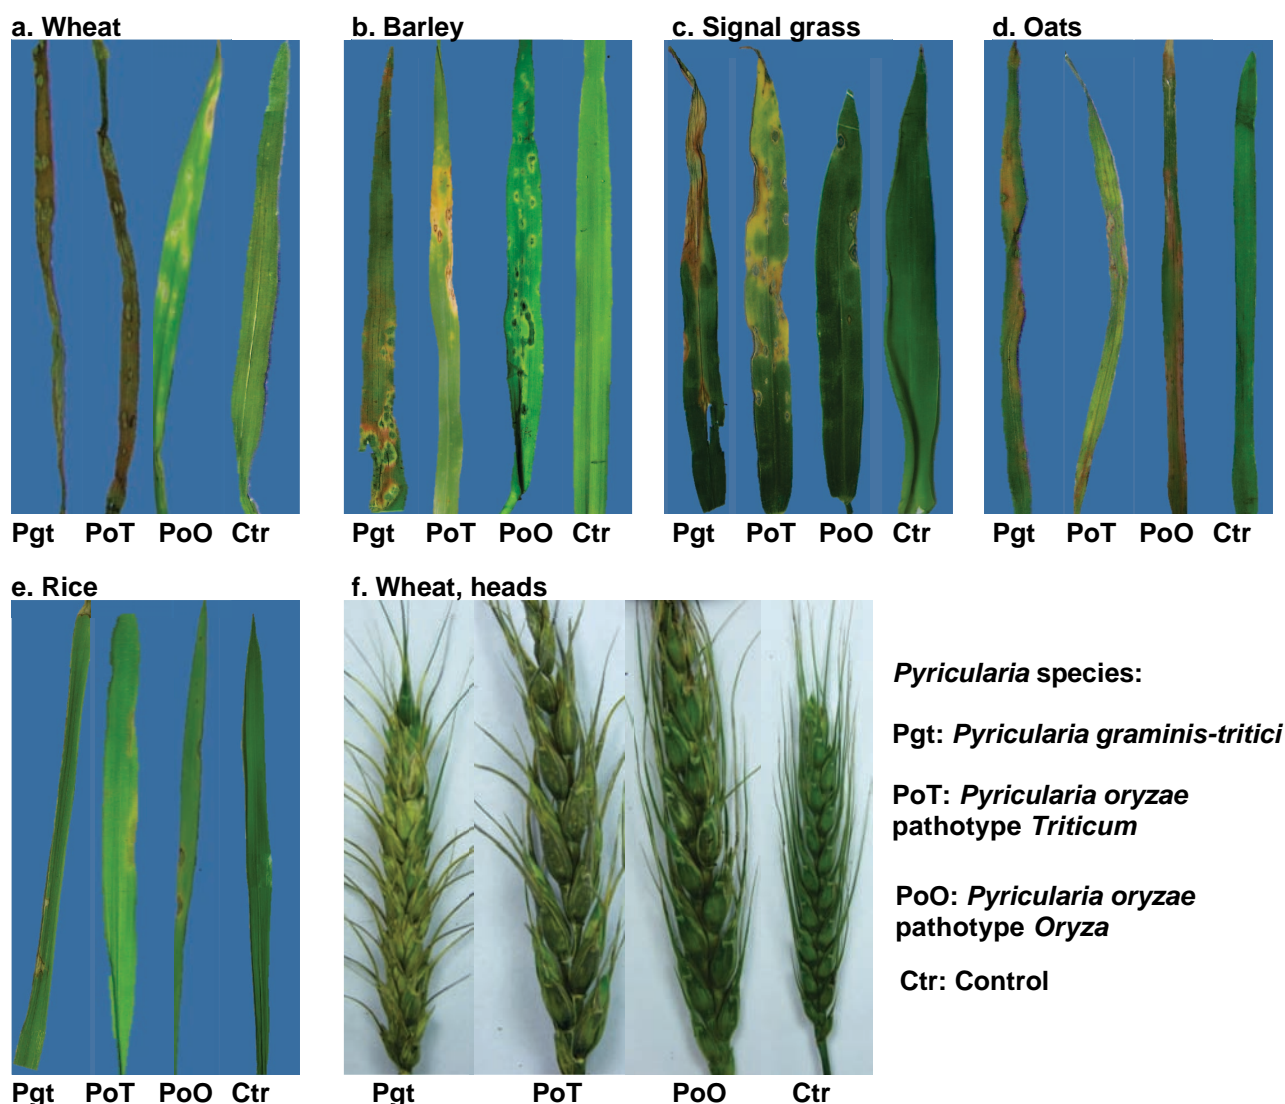 a. Wheat
b. Barley
c. Signal grass
d. Oats
Pgt PoT PoO Ctr
Pgt PoT PoO Ctr
Pgt PoT PoO Ctr
Pgt PoT PoO Ctr
e. Rice
f. Wheat, heads
Pgt PoT PoO Ctr
Pgt PoT PoO Ctr
Pyricularia species:
Pgt: Pyricularia graminis-tritici
PoT: Pyricularia oryzae
pathotype Triticum
PoO: Pyricularia oryzae
pathotype Oryza
Ctr: Control